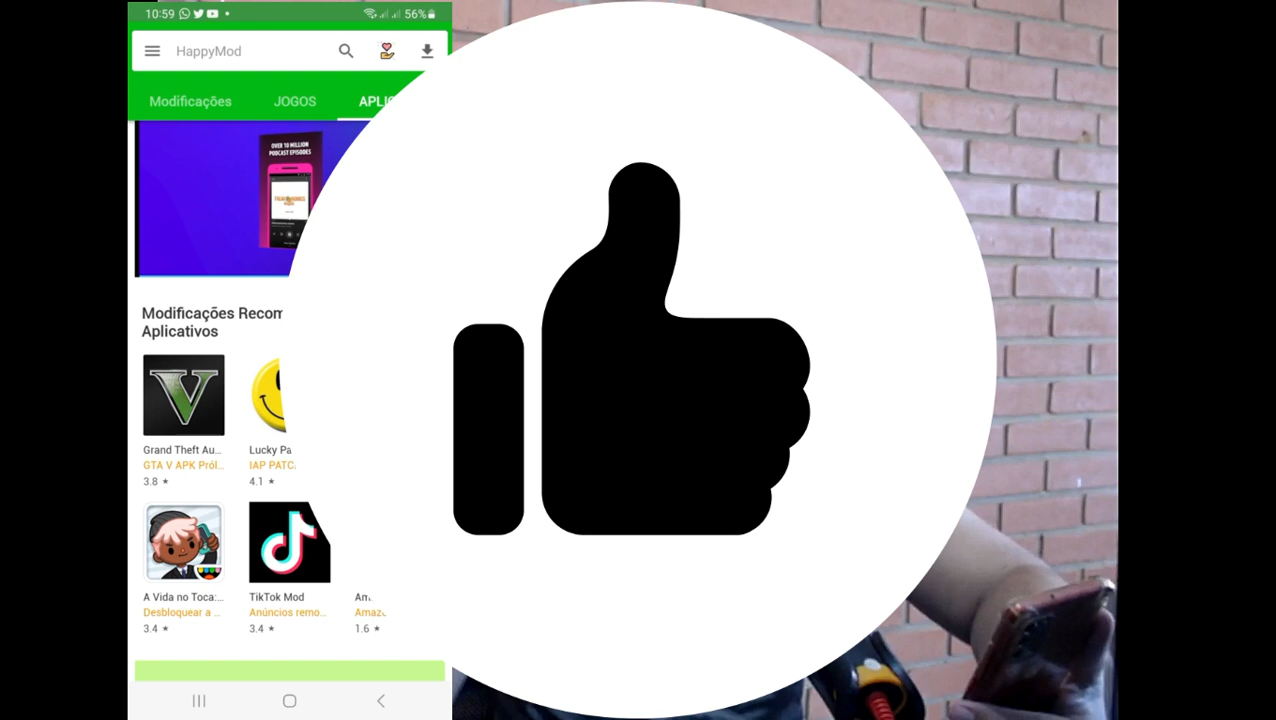 10:59
56%
HappyMod
Modificações
JOGOS
APLIC
OVER 10 MILLION
PODCAST EPISODES
Modificações Recom
Aplicativos
Grand Theft Au...
Lucky Pa
GTA V APK Pról...
IAP PATC
3.8 ★
4.1 ★
A Vida no Toca:...
TikTok Mod
Am
Desbloquear a ...
Anúncios remo...
Amaz
3.4 ★
3.4 ★
1.6 ★